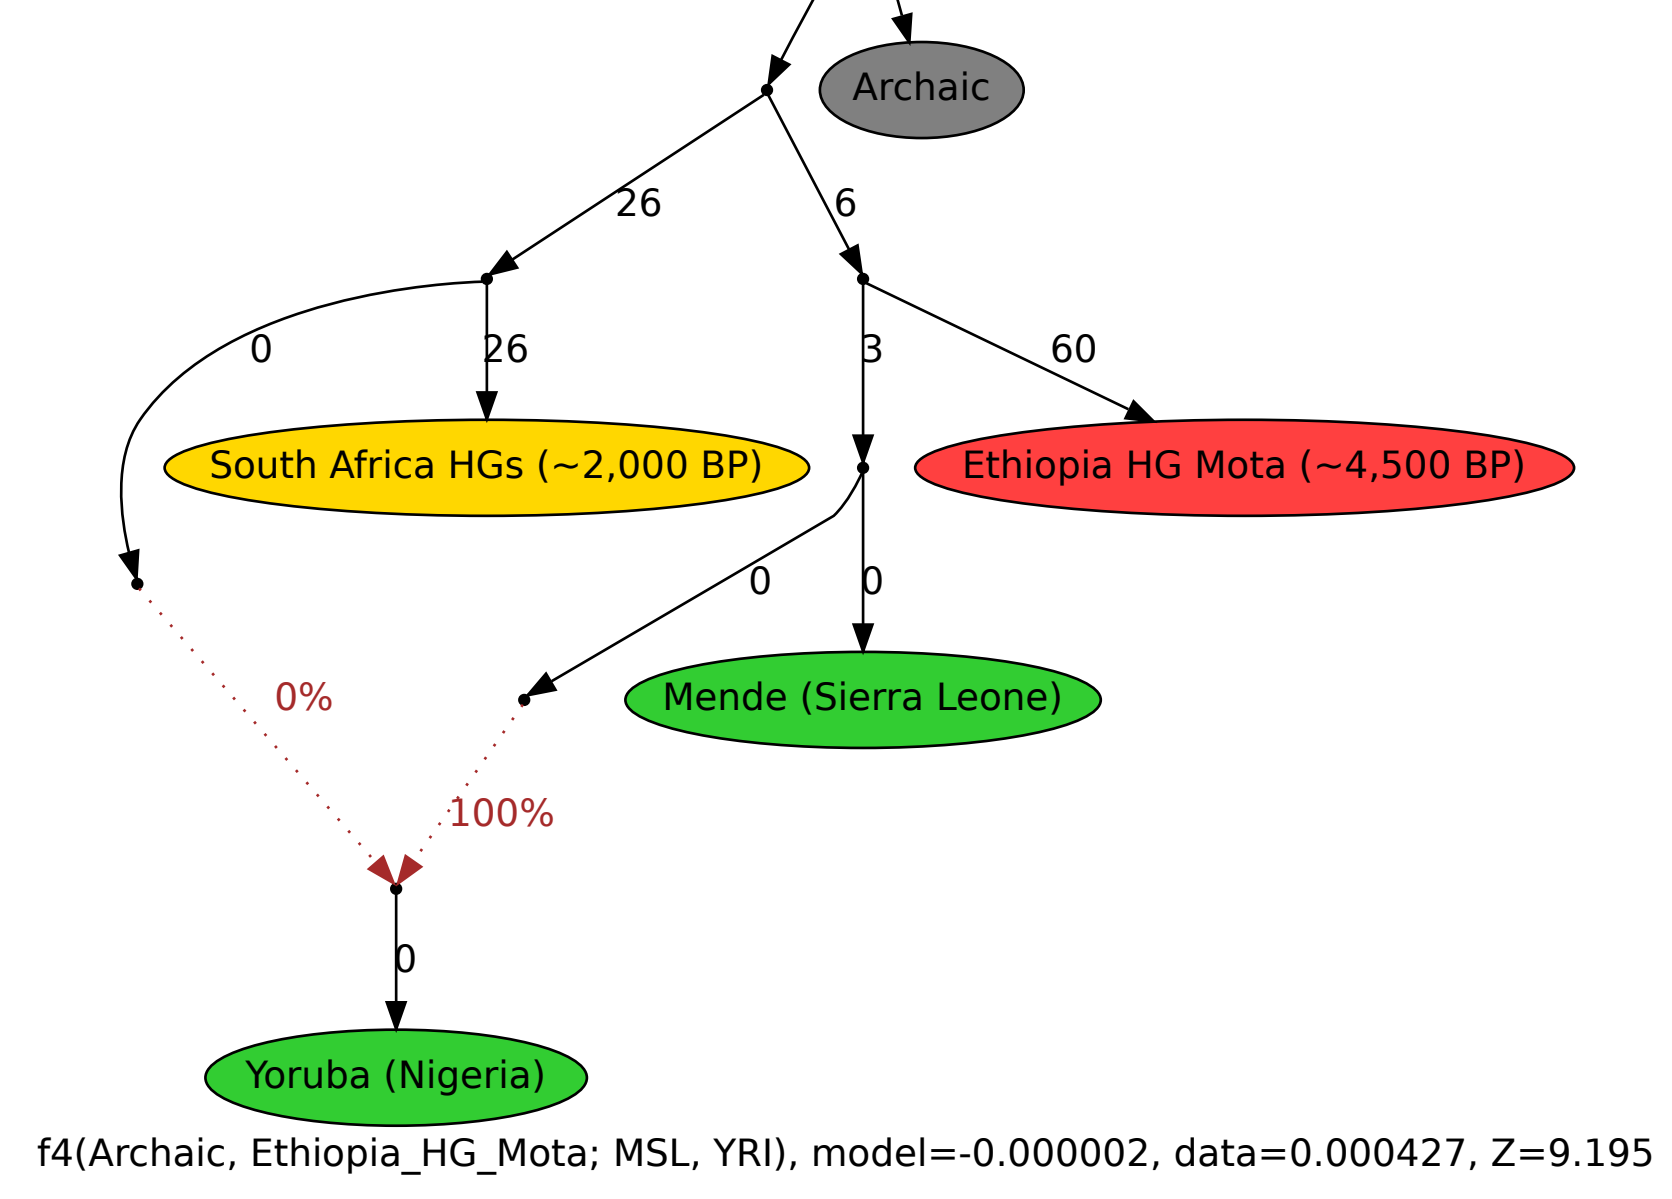 Archaic
26
6
0
26
3
60
South Africa HGs (~2,000 BP)
Ethiopia HG Mota (~4,500 BP)
0
0
0%
Mende (Sierra Leone)
100%
0
Yoruba (Nigeria)
f4(Archaic, Ethiopia_HG_Mota; MSL, YRI), model=-0.000002, data=0.000427, Z=9.195